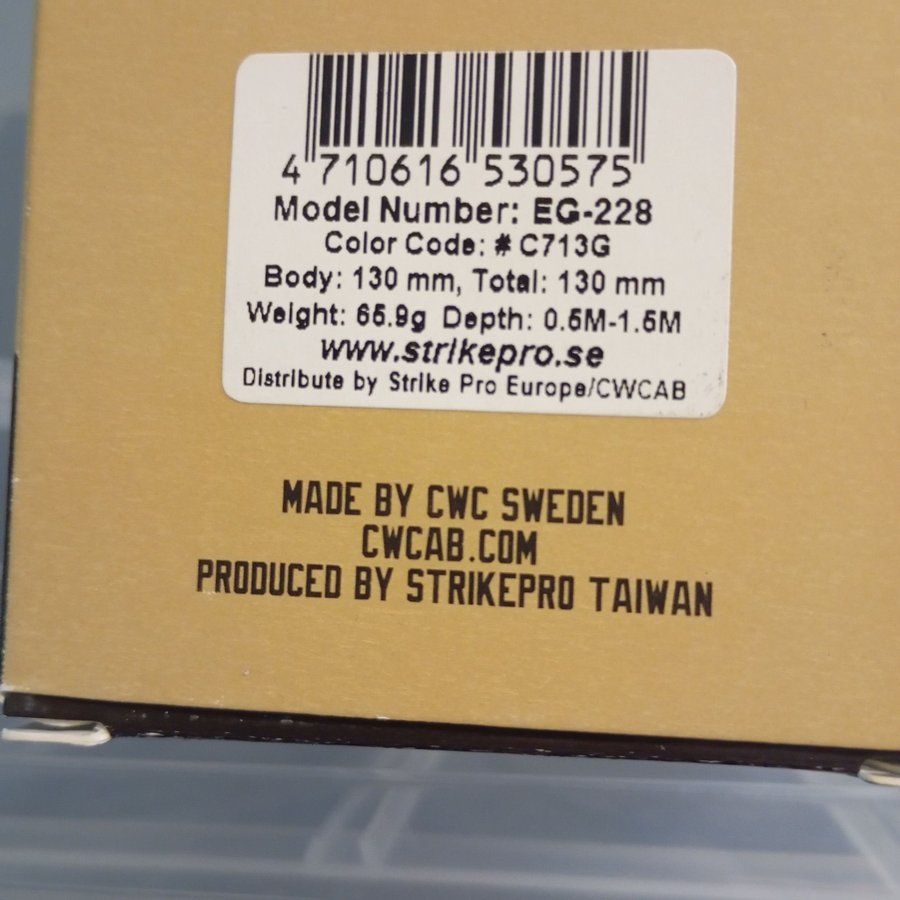 4 710616 530575
Model Number: EG-228
Color Code: # C713G
Body: 130 mm, Total: 130 mm
Weight: 65.9g Depth: 0.5M-1.5M
www.strikepro.se
Distribute by Strike Pro Europe/CWCAB
MADE BY CWC SWEDEN
CWCAB.COM
PRODUCED BY STRIKEPRO TAIWAN